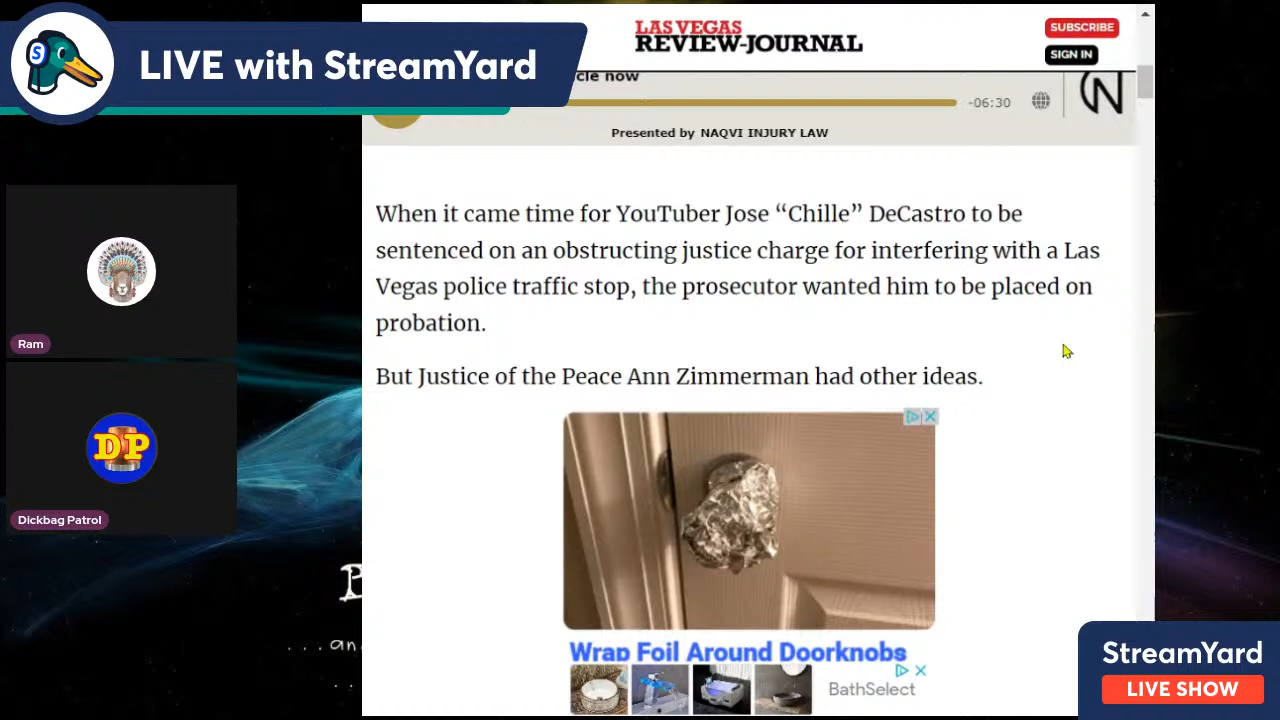 LIVE with StreamYard
LAS VEGAS
REVIEW-JOURNAL
SUBSCRIBE
SIGN IN
cle now
-06:30
Presented by NAQVI INJURY LAW
When it came time for YouTuber Jose “Chille” DeCastro to be
sentenced on an obstructing justice charge for interfering with a Las
Vegas police traffic stop, the prosecutor wanted him to be placed on
probation.
But Justice of the Peace Ann Zimmerman had other ideas.
Ram
DP
Dickbag Patrol
Wrap Foil Around Doorknobs
BathSelect
...an
StreamYard
LIVE SHOW